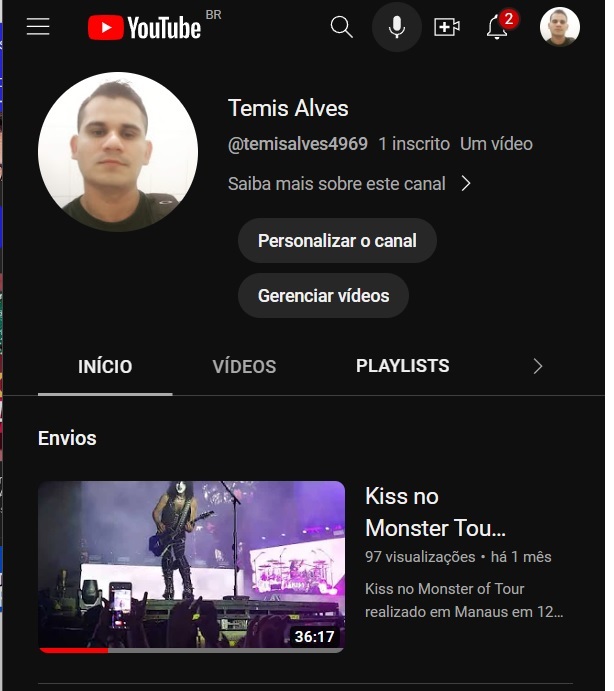 YouTube BR
2
Temis Alves
@temisalves4969 1 inscrito Um vídeo
Saiba mais sobre este canal
Personalizar o canal
Gerenciar vídeos
INÍCIO VÍDEOS PLAYLISTS
Envios
Kiss no
Monster Tou...
97 visualizações • há 1 mês
Kiss no Monster of Tour
realizado em Manaus em 12...
36:17